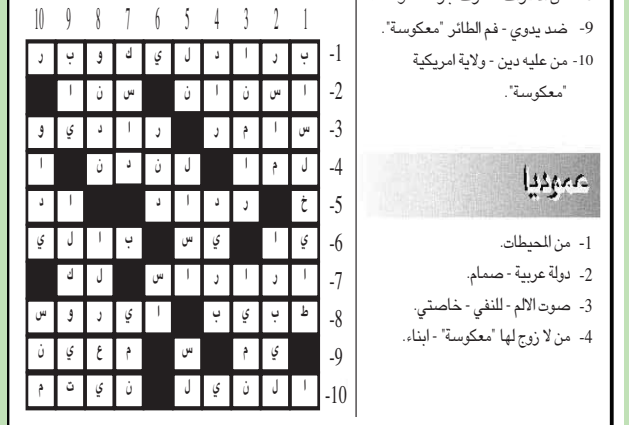 10 9 8 7 6 5 4 3 2 1
ب ر ا د ل ي ك و ب ر -1
ا س ن ا ن س ن ا -2
س ا م ر ر ا د ي و -3
ل م ا ل ن د ن ا -4
خ ر د ا د ا د -5
ي ا ي س ب ا ل ي -6
ا ر ا ر ا س ل ك -7
ط ب ي ب ا ي ر و س -8
ي م س م ع ي ن -9
ا ل ن ي ل ن ي ت م -10
9- ضد يدوي - فم الطائر "معكوسة".
10- من عليه دين - ولاية امريكية
"معكوسة".
عموديا
1- من المحيطات.
2- دولة عربية - صمام.
3- صوت الالم - للنفي - خاصتي.
4- من لا زوج لها "معكوسة" - ابناء.